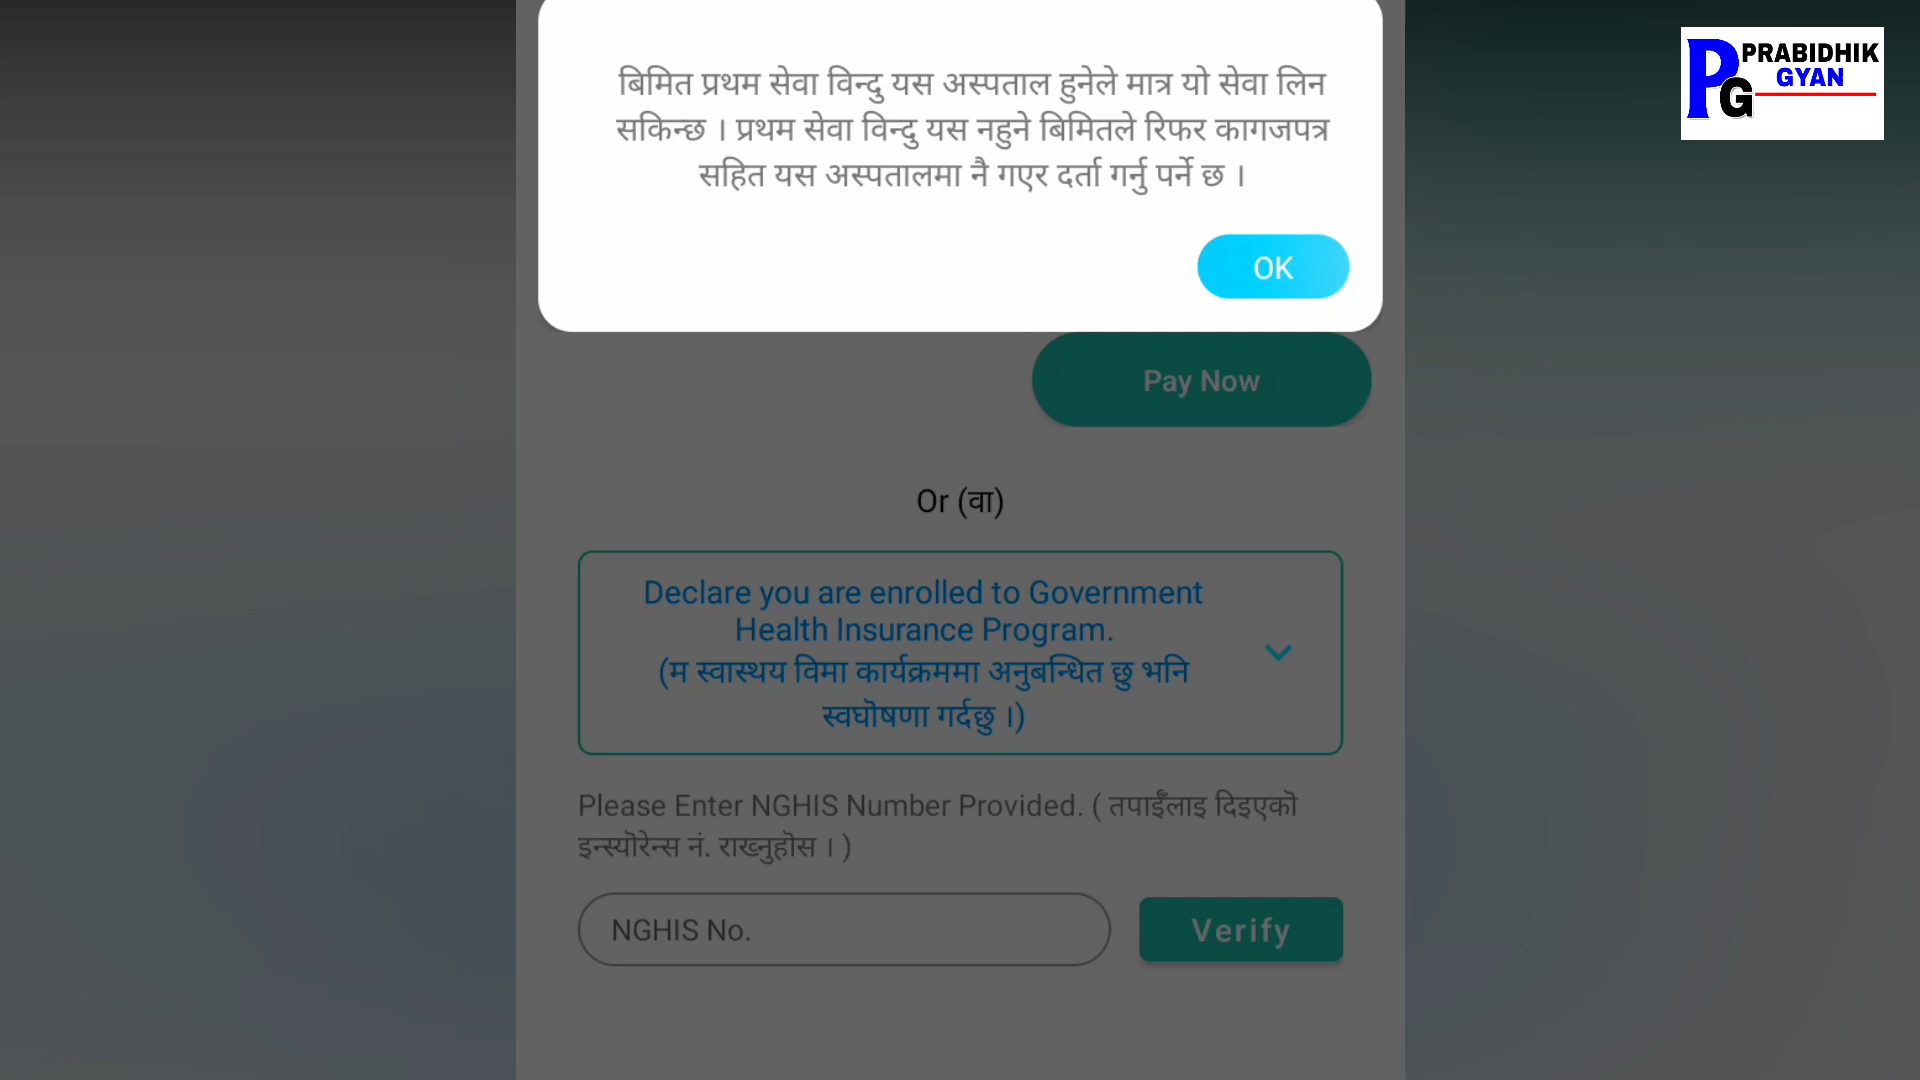 बिमित प्रथम सेवा विन्दु यस अस्पताल हुनेले मात्र यो सेवा लिन
सकिन्छ । प्रथम सेवा विन्दु यस नहुने बिमितले रिफर कागजपत्र
सहित यस अस्पतालमा नै गएर दर्ता गर्नु पर्ने छ ।
OK
Pay Now
Or (वा)
Declare you are enrolled to Government
Health Insurance Program.
(म स्वास्थय विमा कार्यक्रममा अनुबन्धित छु भनि
स्वघोषणा गर्दछु ।)
Please Enter NGHIS Number Provided. ( तपाईँलाइ दिइएको
इन्स्योरेन्स नं. राख्नुहोस । )
NGHIS No.
Verify
PRABIDHIK
GYAN
PG